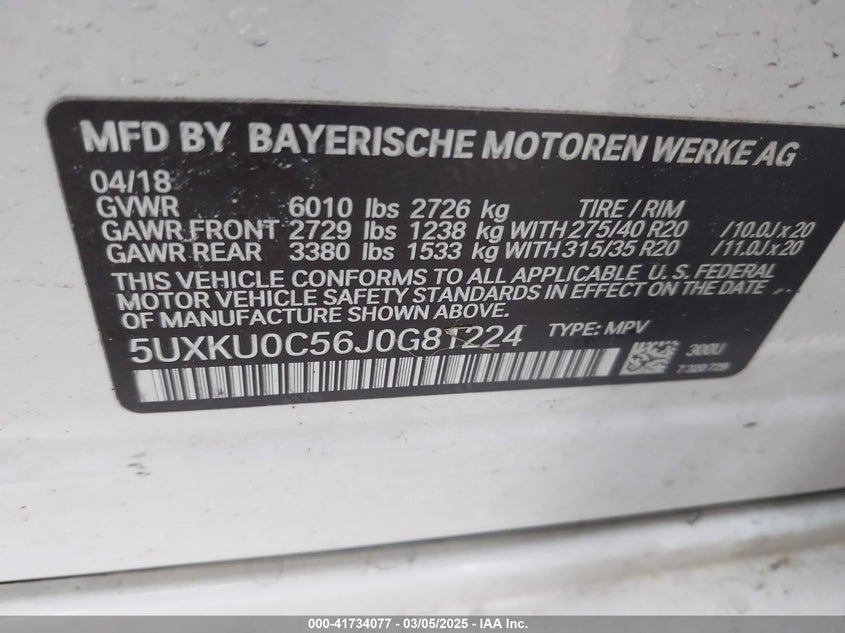 MFD BY BAYERISCHE MOTOREN WERKE AG
04/18
GVWR 6010 lbs 2726 kg TIRE / RIM
GAWR FRONT 2729 lbs 1238 kg WITH 275/40 R20 /10.0J x 20
GAWR REAR 3380 lbs 1533 kg WITH 315/35 R20 /11.0J x 20
THIS VEHICLE CONFORMS TO ALL APPLICABLE U. S. FEDERAL
MOTOR VEHICLE SAFETY STANDARDS IN EFFECT ON THE DATE
OF MANUFACTURE SHOWN ABOVE.
5UXKU0C56J0G81224 TYPE: MPV
300U
7320729
000-41734077 - 03/05/2025 - IAA Inc.